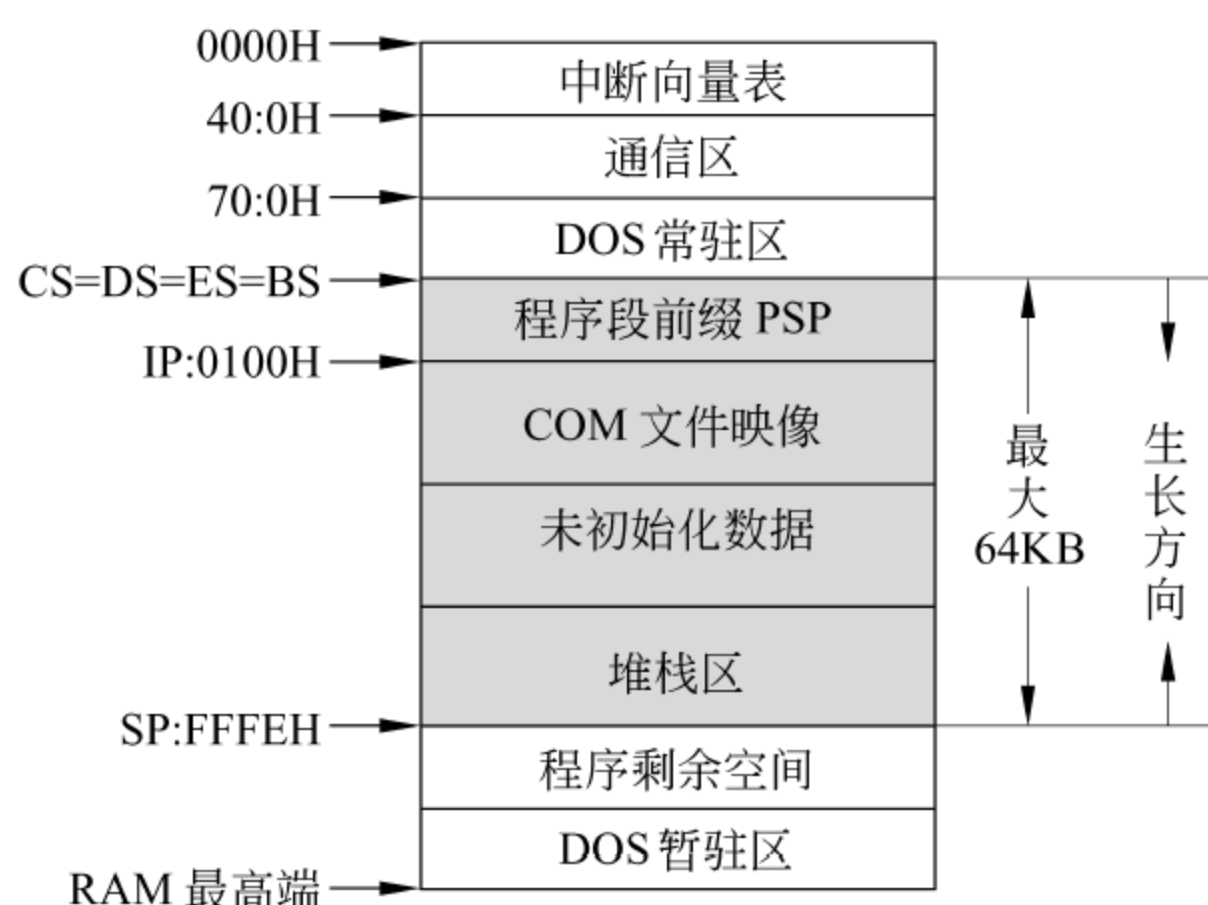 0000H
中断向量表
40:0H
通信区
70:0H
DOS 常驻区
CS=DS=ES=BS
程序段前缀 PSP
IP:0100H
COM 文件映像
未初始化数据
堆栈区
SP:FFFEH
程序剩余空间
DOS 暂驻区
RAM 最高端
最
大
64KB
生
长
方
向